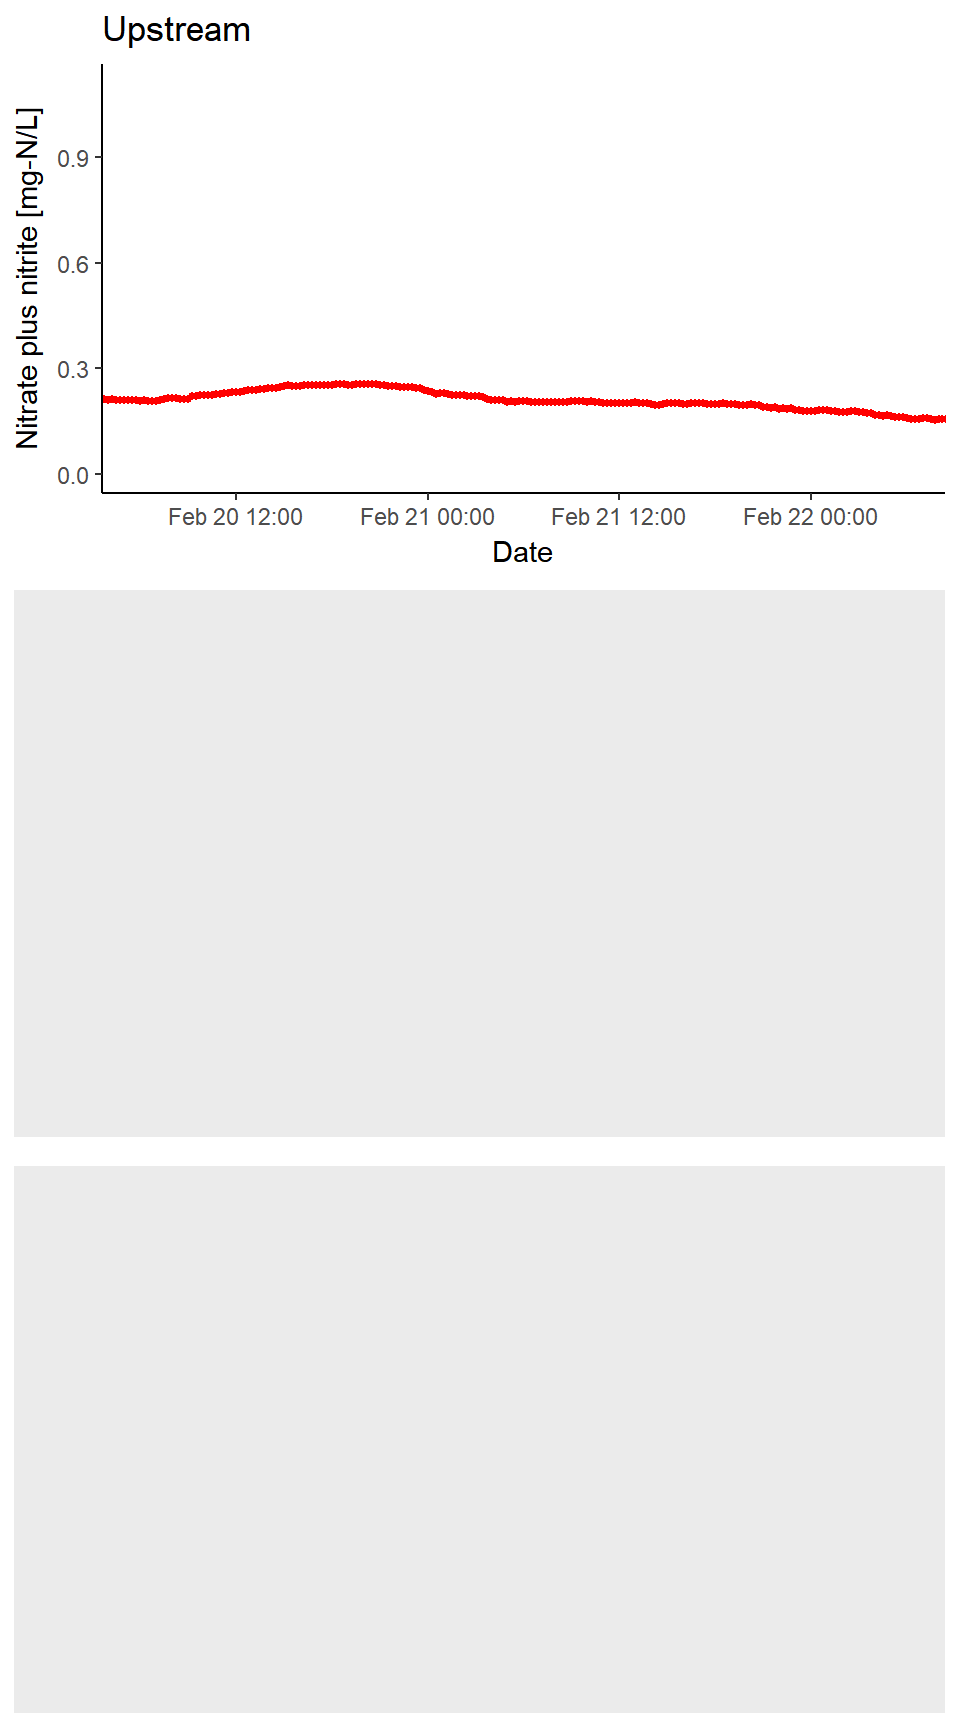 Upstream
Nitrate plus nitrite [mg-N/L]
0.9
0.6
0.3
0.0
Feb 20 12:00 Feb 21 00:00 Feb 21 12:00 Feb 22 00:00
Date